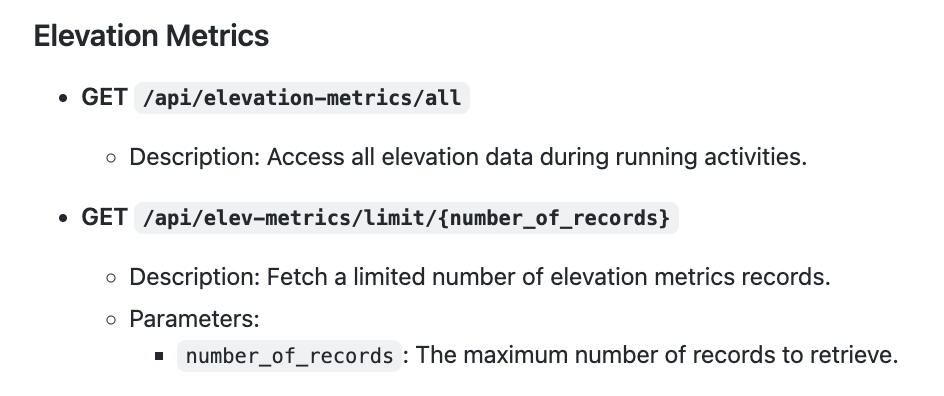 Elevation Metrics
• GET /api/elevation-metrics/all
○ Description: Access all elevation data during running activities.
• GET /api/elev-metrics/limit/{number_of_records}
○ Description: Fetch a limited number of elevation metrics records.
○ Parameters:
▪ number_of_records: The maximum number of records to retrieve.